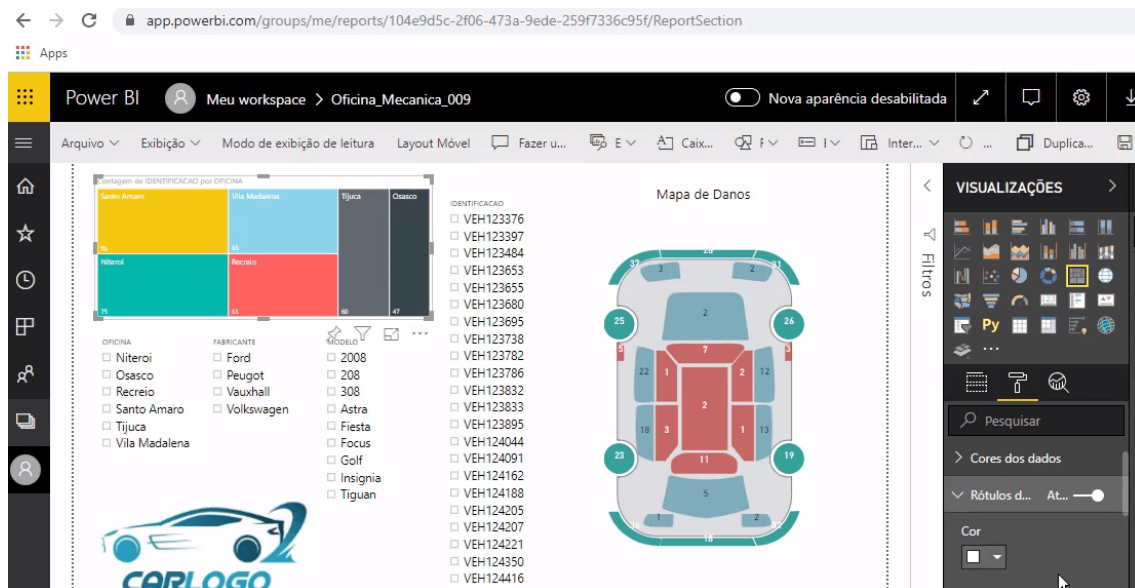 app.powerbi.com/groups/me/reports/104e9d5c-2f06-473a-9ede-259f7336c95f/ReportSection
Apps
Power BI
Meu workspace > Oficina_Mecanica_009
Nova aparência desabilitada
Arquivo
Exibição
Modo de exibição de leitura
Layout Móvel
Fazer u...
E
Caix...
F
I
Inter...
...
Duplica...
Contagem de IDENTIFICACAO por OFICINA
Santo Amaro
Vila Madalena
Tijuca
Osasco
66
Niteroi
Recreio
75
63
60
47
OFICINA
Niteroi
Osasco
Recreio
Santo Amaro
Tijuca
Vila Madalena
FABRICANTE
Ford
Peugot
Vauxhall
Volkswagen
MODELO
2008
208
308
Astra
Fiesta
Focus
Golf
Insignia
Tiguan
CARLOGO
IDENTIFICACAO
VEH123376
VEH123397
VEH123484
VEH123653
VEH123655
VEH123680
VEH123695
VEH123738
VEH123782
VEH123786
VEH123832
VEH123833
VEH123895
VEH124044
VEH124091
VEH124162
VEH124188
VEH124205
VEH124207
VEH124221
VEH124350
VEH124416
Mapa de Danos
37
31
3
2
2
25
26
5
7
3
22
1
2
12
2
18
3
1
13
23
11
19
5
1
2
18
Filtros
VISUALIZAÇÕES
Py
...
Pesquisar
Cores dos dados
Rótulos d...
At...
Cor